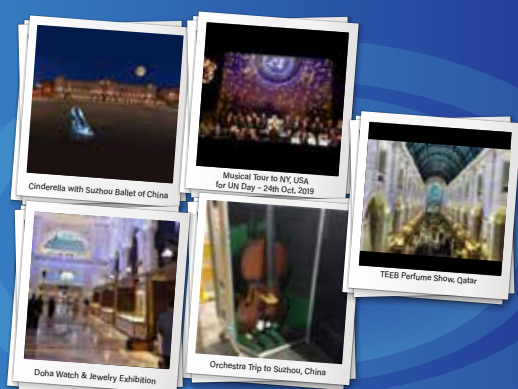 Cinderella with Suzhou Ballet of China
Musical Tour to NY, USA
for UN Day – 24th Oct, 2019
TEEB Perfume Show, Qatar
Doha Watch & Jewelry Exhibition
Orchestra Trip to Suzhou, China